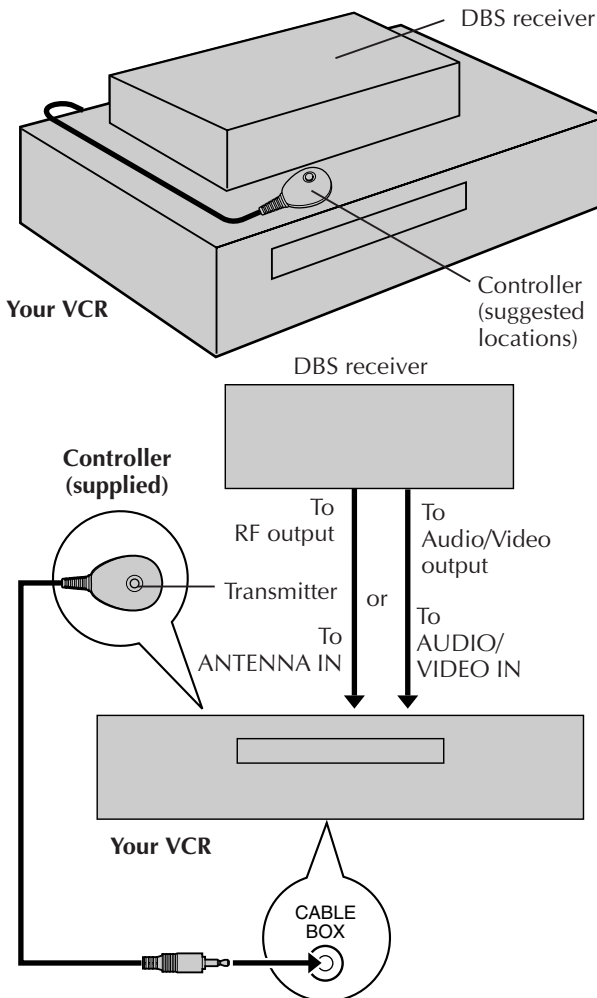 DBS receiver
Controller
(suggested
locations)
Your VCR
DBS receiver
Controller
(supplied)
To
RF output
To
Audio/Video
output
Transmitter
or
To
ANTENNA IN
To
AUDIO/
VIDEO IN
Your VCR
CABLE
BOX